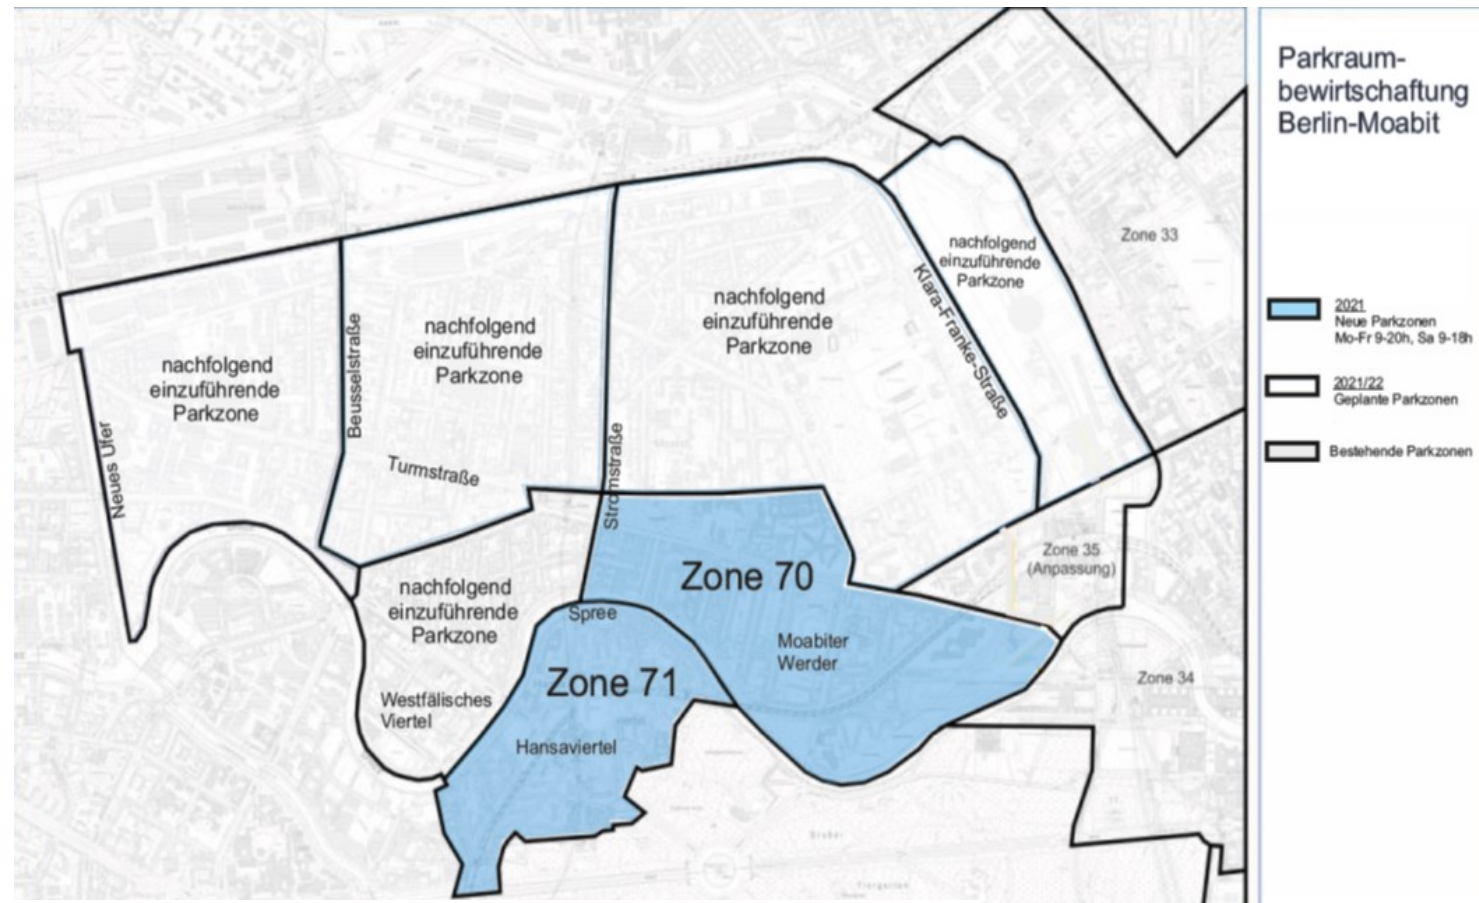 Parkraum-
bewirtschaftung
Berlin-Moabit
2021
Neue Parkzonen
Mo-Fr 9-20h, Sa 9-18h
2021/22
Geplante Parkzonen
Bestehende Parkzonen
Zone 33
nachfolgend
einzuführende
Parkzone
Klara-Franke-Straße
nachfolgend
einzuführende
Parkzone
nachfolgend
einzuführende
Parkzone
Beusselstraße
nachfolgend
einzuführende
Parkzone
Neues Ufer
Turmstraße
Stromstraße
Zone 35
(Anpassung)
Zone 70
nachfolgend
einzuführende
Parkzone
Spree
Moabiter
Werder
Zone 71
Zone 34
Westfälisches
Viertel
Hansaviertel